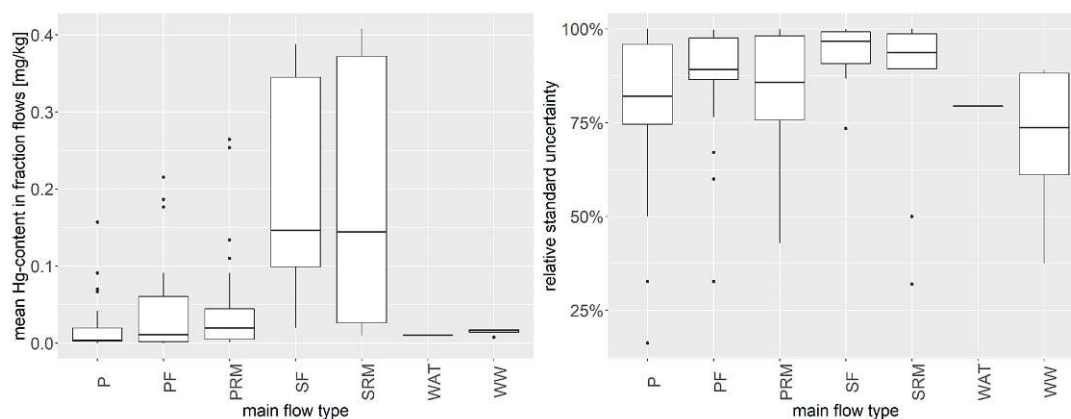 mean Hg-content in fraction flows [mg/kg]
0.4
0.3
0.2
0.1
0.0
P
PF
PRM
SF
SRM
WAT
WW
main flow type
relative standard uncertainty
100%
75%
50%
25%
P
PF
PRM
SF
SRM
WAT
WW
main flow type